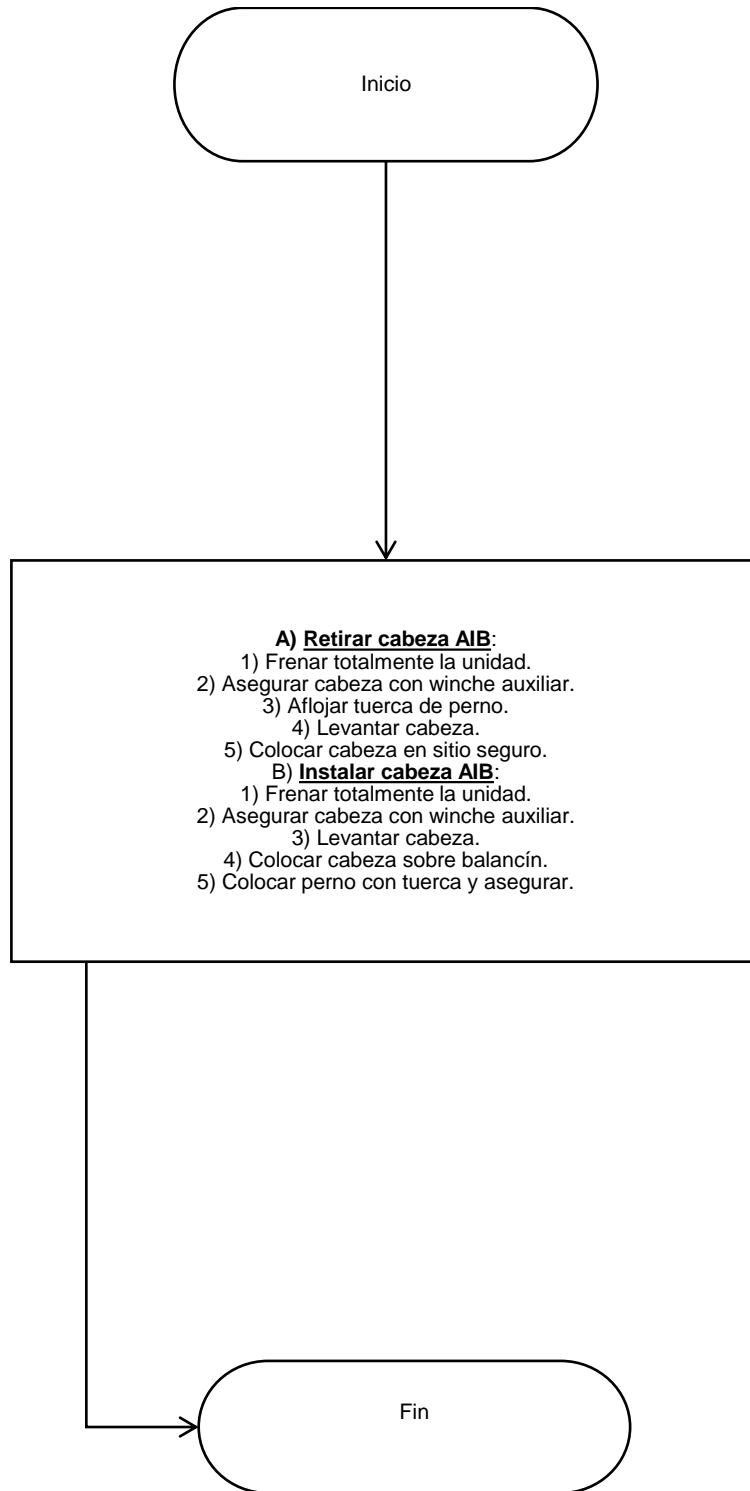 Inicio
A) Retirar cabeza AIB:
1) Frenar totalmente la unidad.
2) Asegurar cabeza con winche auxiliar.
3) Aflojar tuerca de perno.
4) Levantar cabeza.
5) Colocar cabeza en sitio seguro.
B) Instalar cabeza AIB:
1) Frenar totalmente la unidad.
2) Asegurar cabeza con winche auxiliar.
3) Levantar cabeza.
4) Colocar cabeza sobre balancín.
5) Colocar perno con tuerca y asegurar.
Fin